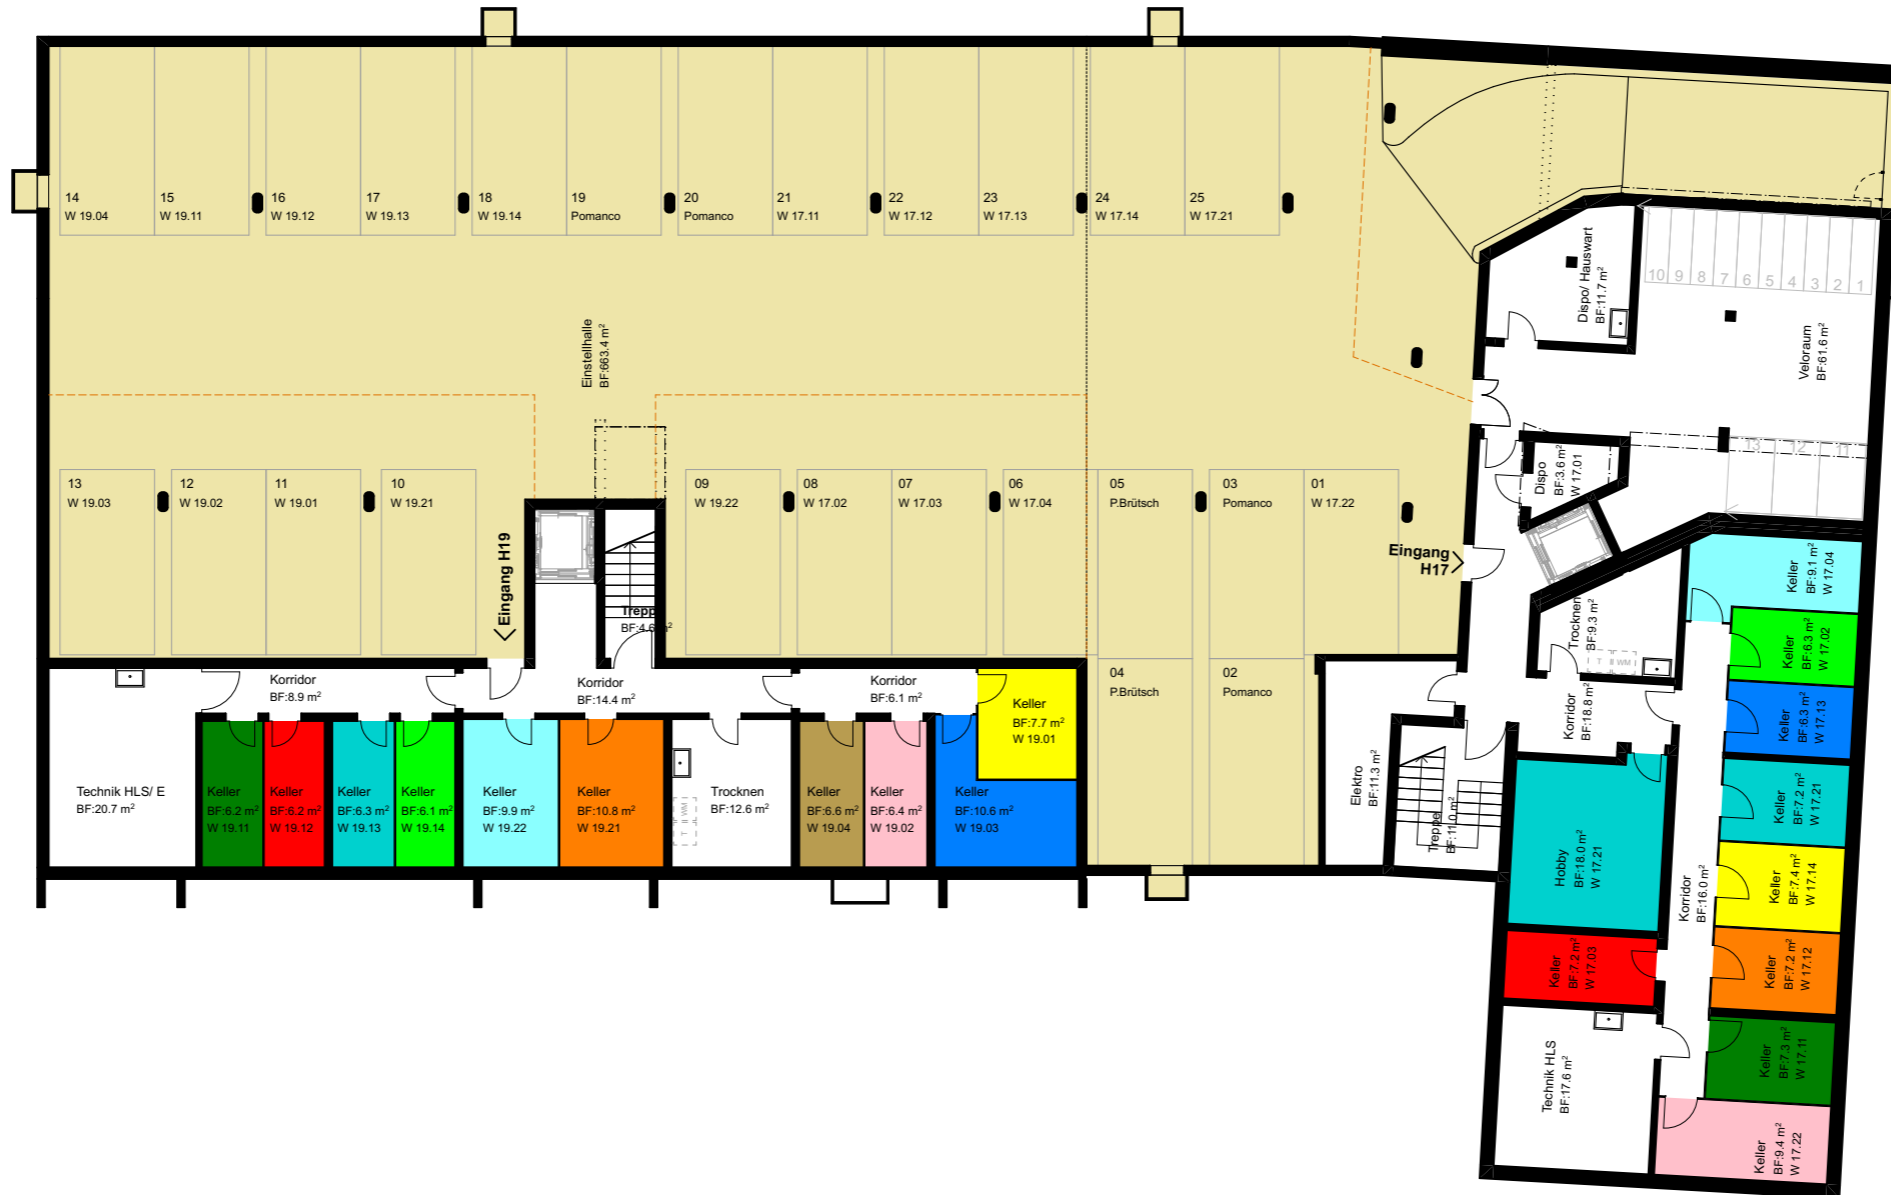 14
W 19.04
15
W 19.11
16
W 19.12
17
W 19.13
18
W 19.14
19
Pomanco
20
Pomanco
21
W 17.11
22
W 17.12
23
W 17.13
24
W 17.14
25
W 17.21
Einstellhalle
BF:663.4 m²
Dispo/ Hauswart
BF:11.7 m²
10 9 8 7 6 5 4 3 2 1
Veloraum
BF:61.6 m²
13 12 11
Dispo
BF:3.6 m²
W 17.01
13
W 19.03
12
W 19.02
11
W 19.01
10
W 19.21
09
W 19.22
08
W 17.02
07
W 17.03
06
W 17.04
05
P.Brütsch
03
Pomanco
01
W 17.22
04
P.Brütsch
02
Pomanco
Eingang H19
Eingang
H17
Treppe
BF:4.6 m²
Korridor
BF:8.9 m²
Korridor
BF:14.4 m²
Korridor
BF:6.1 m²
Technik HLS/ E
BF:20.7 m²
Keller
BF:6.2 m²
W 19.11
Keller
BF:6.2 m²
W 19.12
Keller
BF:6.3 m²
W 19.13
Keller
BF:6.1 m²
W 19.14
Keller
BF:9.9 m²
W 19.22
Keller
BF:10.8 m²
W 19.21
Trocknen
BF:12.6 m²
T WM
Keller
BF:6.6 m²
W 19.04
Keller
BF:6.4 m²
W 19.02
Keller
BF:10.6 m²
W 19.03
Keller
BF:7.7 m²
W 19.01
Elektro
BF:11.3 m²
Treppe
BF:11.0 m²
Trocknen
BF:9.3 m²
T WM
Korridor
BF:18.8 m²
Keller
BF:9.1 m²
W 17.04
Keller
BF:6.3 m²
W 17.02
Keller
BF:6.3 m²
W 17.13
Keller
BF:7.2 m²
W 17.21
Keller
BF:7.4 m²
W 17.14
Keller
BF:7.2 m²
W 17.12
Keller
BF:7.3 m²
W 17.11
Keller
BF:9.4 m²
W 17.22
Hobby
BF:18.0 m²
W 17.21
Keller
BF:7.2 m²
W 17.03
Korridor
BF:16.0 m²
Technik HLS
BF:17.6 m²